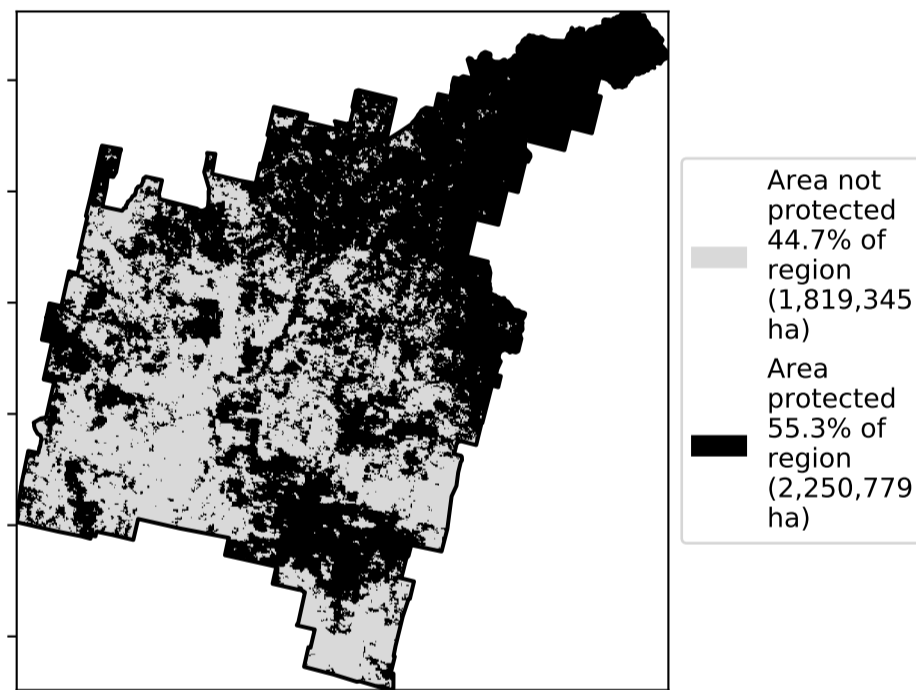 Area not
protected
44.7% of
region
(1,819,345
ha)
Area
protected
55.3% of
region
(2,250,779
ha)